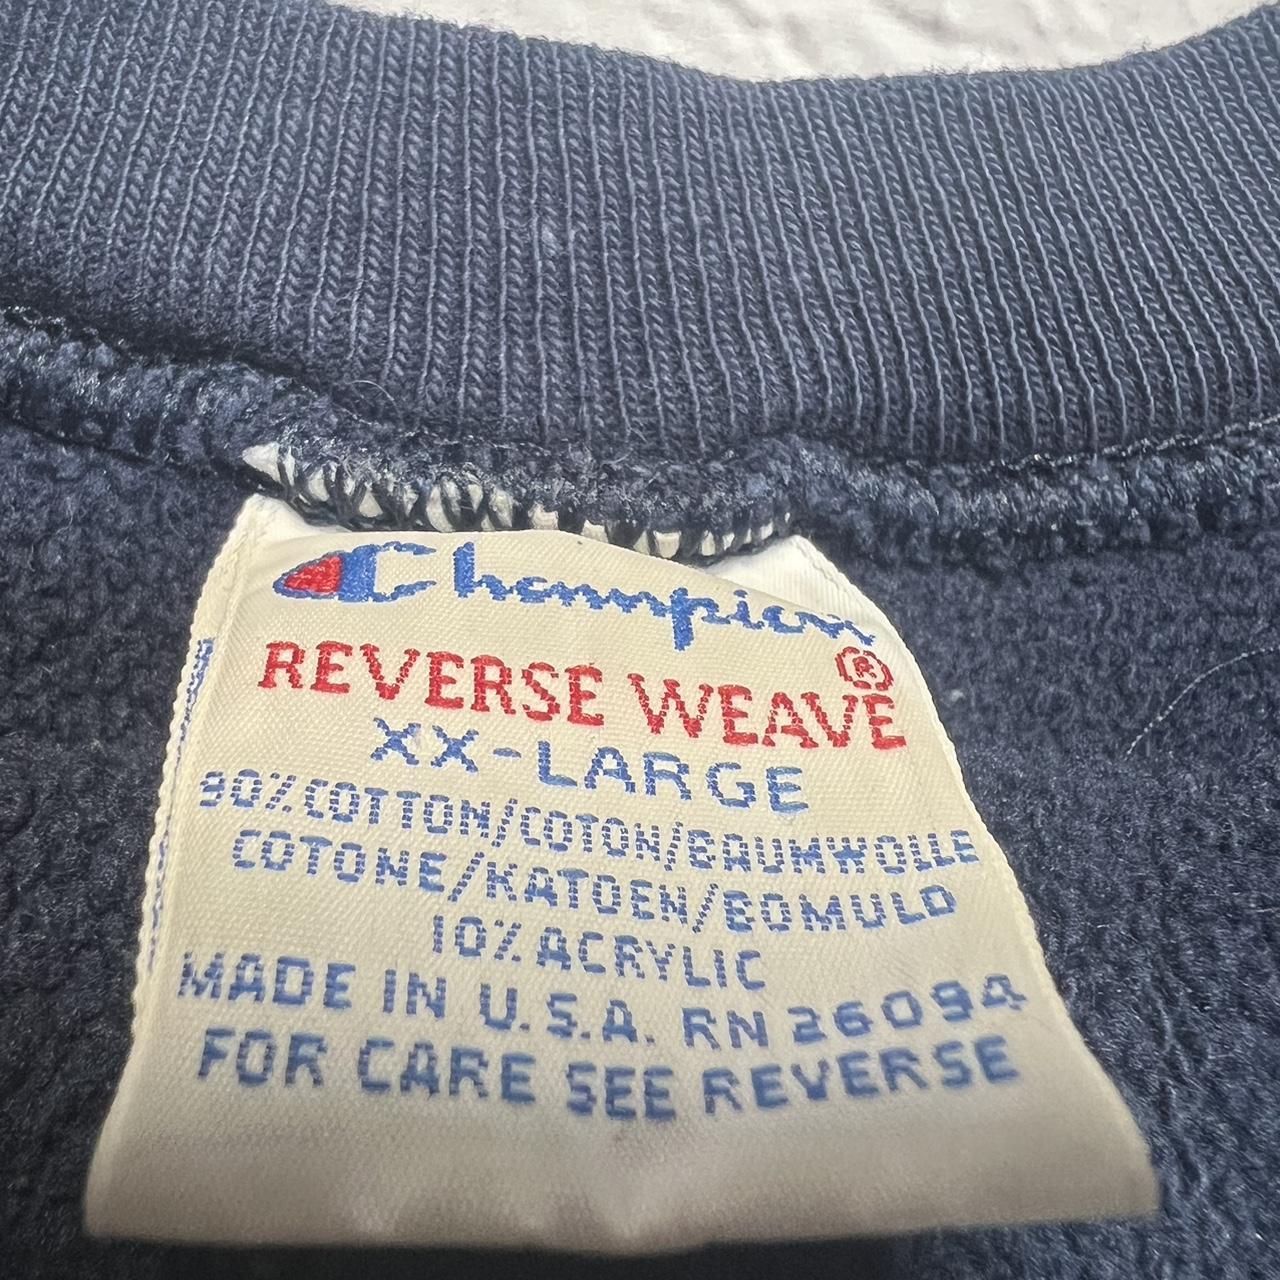 Champion
REVERSE WEAVE®
XX-LARGE
90% COTTON/COTON/BAUMWOLLE
COTONE/KATOEN/BOMULD
10% ACRYLIC
MADE IN U.S.A. RN 26094
FOR CARE SEE REVERSE